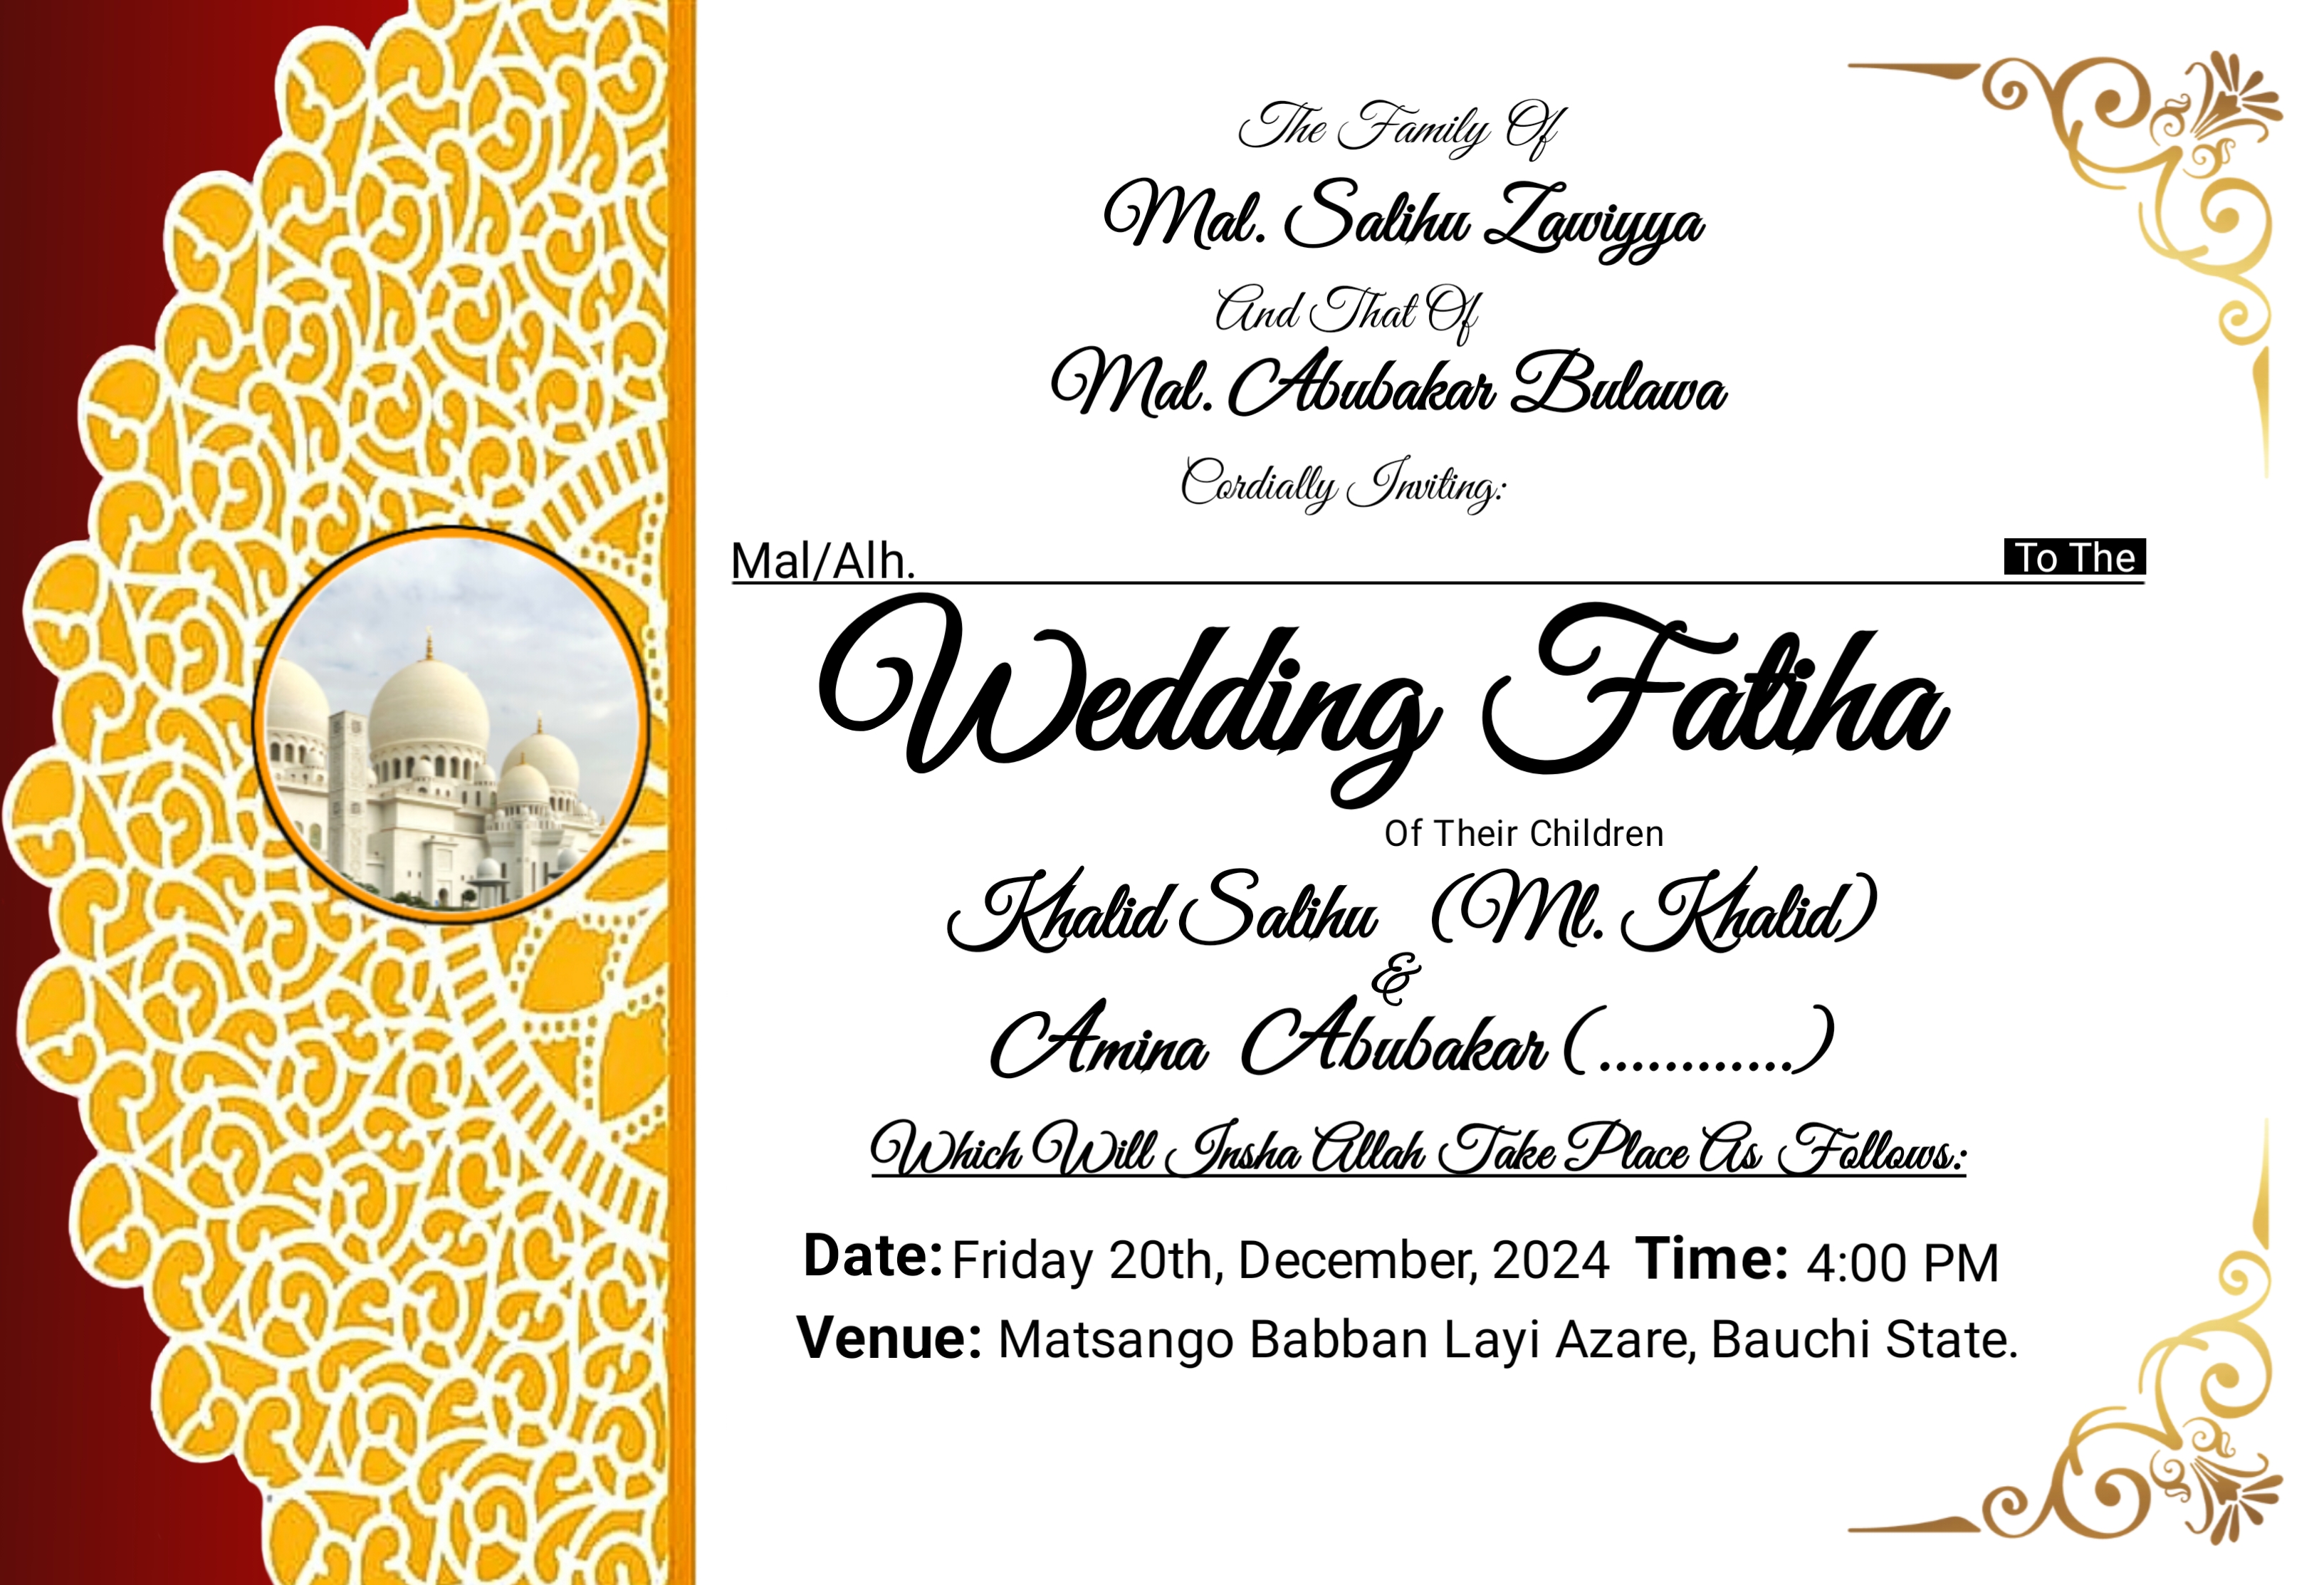 The Family Of
Mal. Salihu Zawiyya
And That Of
Mal. Abubakar Bulawa
Cordially Inviting:
Mal/Alh. To The
Wedding Fatiha
Of Their Children
Khalid Salihu (Ml. Khalid)
&
Amina Abubakar (............)
Which Will Insha Allah Take Place As Follows:
Date: Friday 20th, December, 2024 Time: 4:00 PM
Venue: Matsango Babban Layi Azare, Bauchi State.